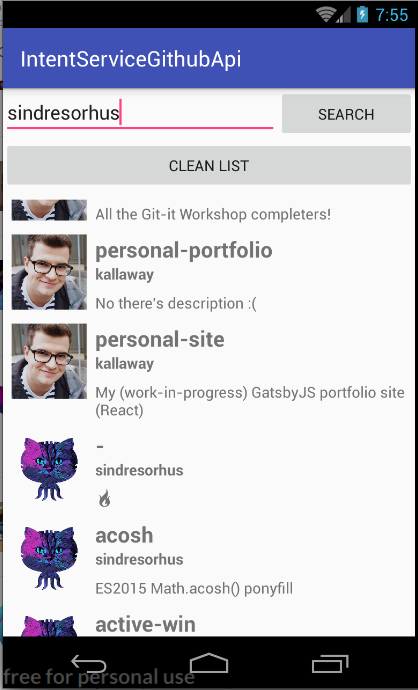 7:55
IntentServiceGithubApi
sindresorhus
SEARCH
CLEAN LIST
All the Git-it Workshop completers!
personal-portfolio
kallaway
No there's description :(
personal-site
kallaway
My (work-in-progress) GatsbyJS portfolio site
(React)
-
sindresorhus
🔥
acosh
sindresorhus
ES2015 Math.acosh() ponyfill
active-win
free for personal use